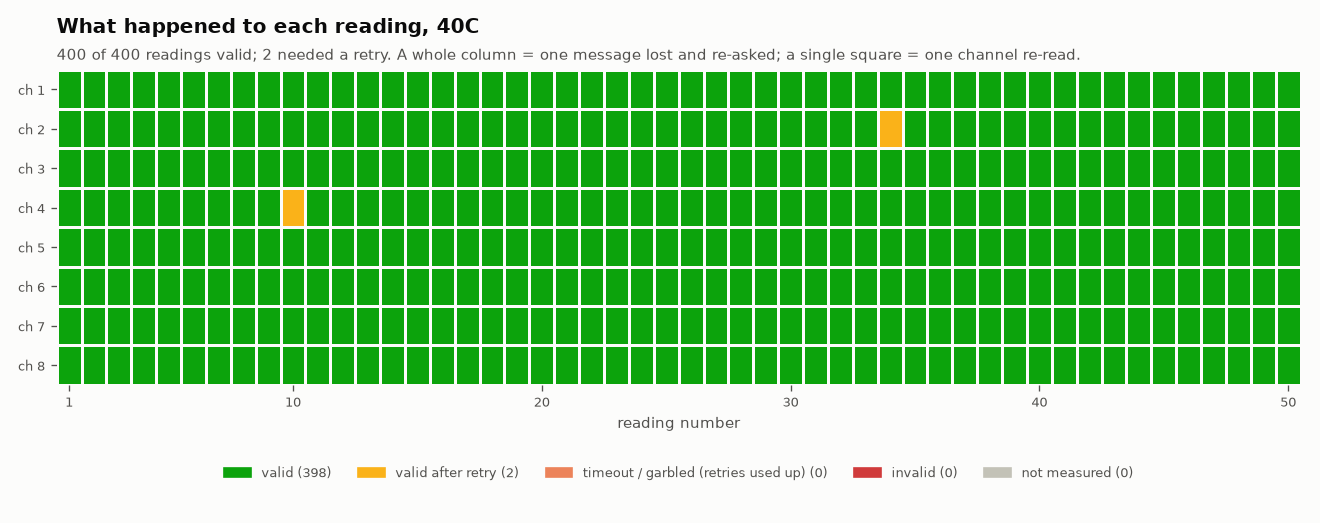 What happened to each reading, 40C
400 of 400 readings valid; 2 needed a retry. A whole column = one message lost and re-asked; a single square = one channel re-read.
ch 1
ch 2
ch 3
ch 4
ch 5
ch 6
ch 7
ch 8
1 10 20 30 40 50
reading number
valid (398) valid after retry (2) timeout / garbled (retries used up) (0) invalid (0) not measured (0)